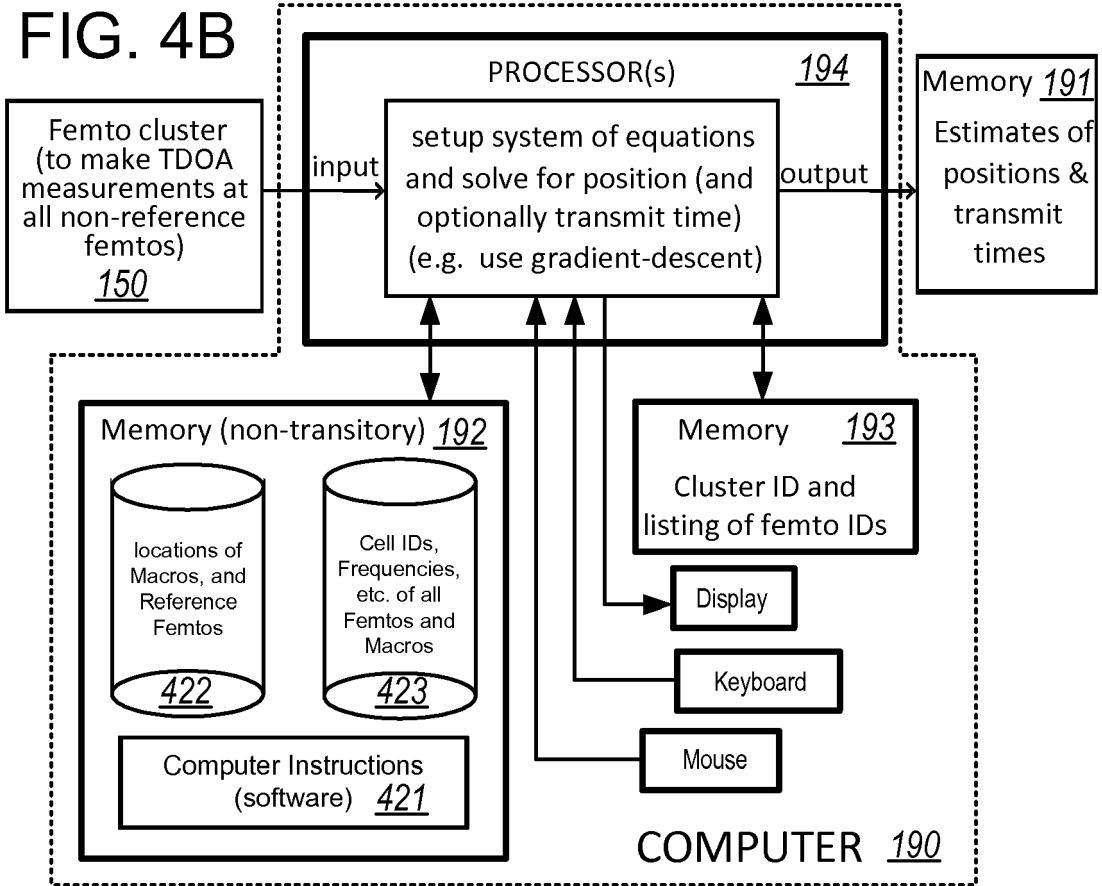 FIG. 4B
PROCESSOR(s) 194
Memory 191
Estimates of
positions &
transmit
times
Femto cluster
(to make TDOA
measurements at
all non-reference
femtos)
150
input
setup system of equations
and solve for position (and
optionally transmit time)
(e.g. use gradient-descent)
output
Memory (non-transitory) 192
locations of
Macros, and
Reference
Femtos
422
Cell IDs,
Frequencies,
etc. of all
Femtos and
Macros
423
Computer Instructions
(software) 421
Memory 193
Cluster ID and
listing of femto IDs
Display
Keyboard
Mouse
COMPUTER 190